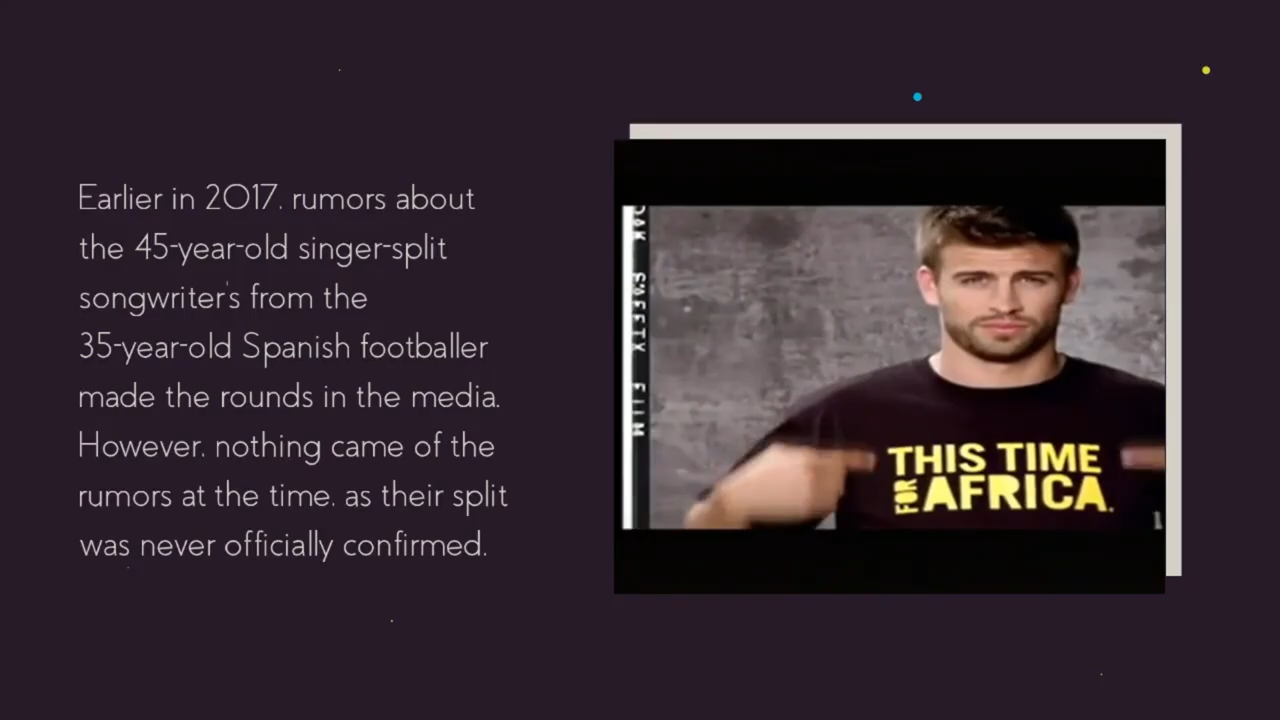 Earlier in 2017, rumors about
the 45-year-old singer-split
songwriter's from the
35-year-old Spanish footballer
made the rounds in the media.
However, nothing came of the
rumors at the time, as their split
was never officially confirmed.
SAFETY FILM
THIS TIME
FOR AFRICA.